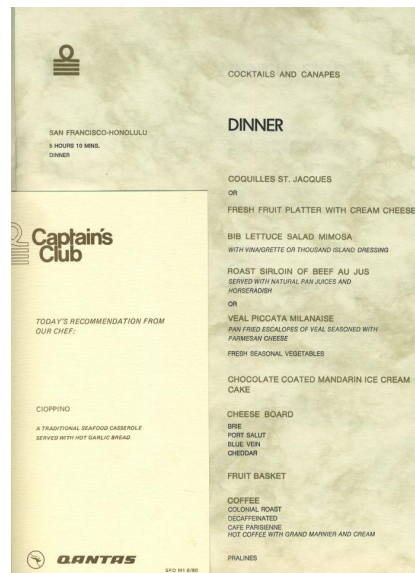 SAN FRANCISCO-HONOLULU
5 HOURS 10 MINS.
DINNER
Captain's
Club
TODAY'S RECOMMENDATION FROM
OUR CHEF:
CIOPPINO
A TRADITIONAL SEAFOOD CASSEROLE
SERVED WITH HOT GARLIC BREAD
QANTAS
SFO M1 8/80
COCKTAILS AND CANAPES
DINNER
COQUILLES ST. JACQUES
OR
FRESH FRUIT PLATTER WITH CREAM CHEESE
BIB LETTUCE SALAD MIMOSA
WITH VINAIGRETTE OR THOUSAND ISLAND DRESSING
ROAST SIRLOIN OF BEEF AU JUS
SERVED WITH NATURAL PAN JUICES AND
HORSERADISH
OR
VEAL PICCATA MILANAISE
PAN FRIED ESCALOPES OF VEAL SEASONED WITH
PARMESAN CHEESE
FRESH SEASONAL VEGETABLES
CHOCOLATE COATED MANDARIN ICE CREAM
CAKE
CHEESE BOARD
BRIE
PORT SALUT
BLUE VEIN
CHEDDAR
FRUIT BASKET
COFFEE
COLONIAL ROAST
DECAFFEINATED
CAFE PARISIENNE
HOT COFFEE WITH GRAND MARNIER AND CREAM
PRALINES